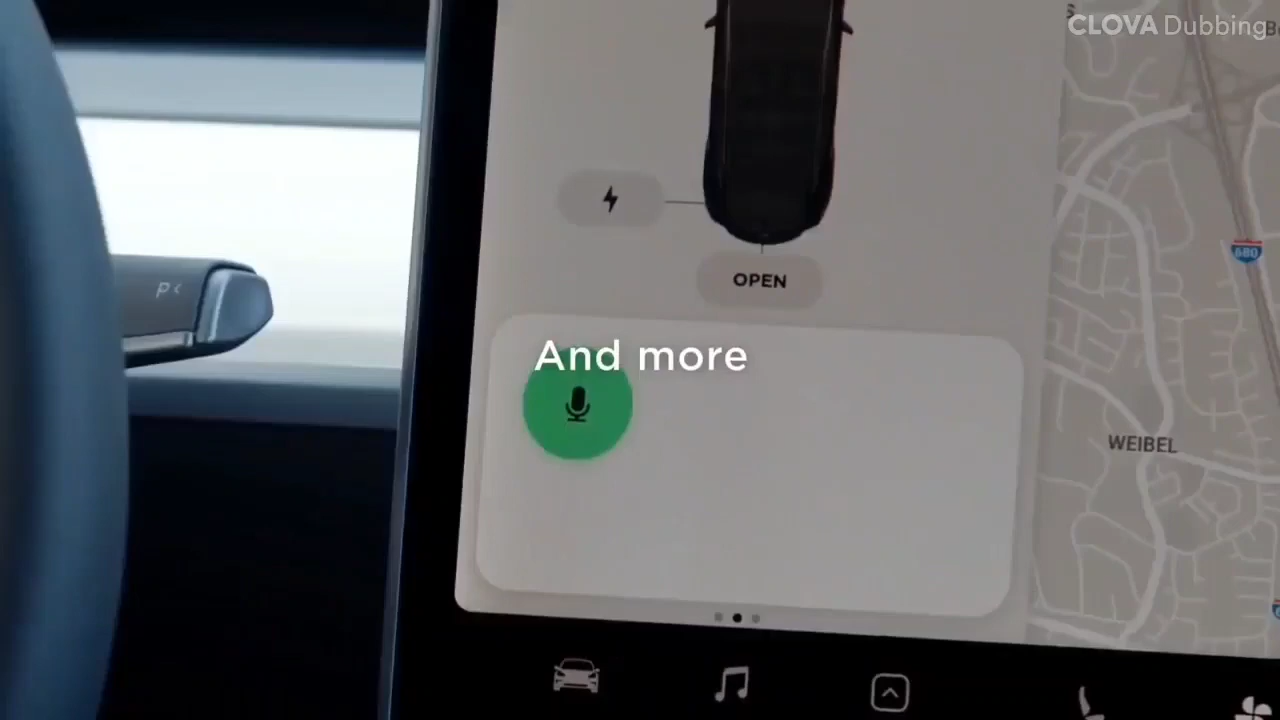 CLOVA Dubbing
680
P<
OPEN
And more
WEIBEL